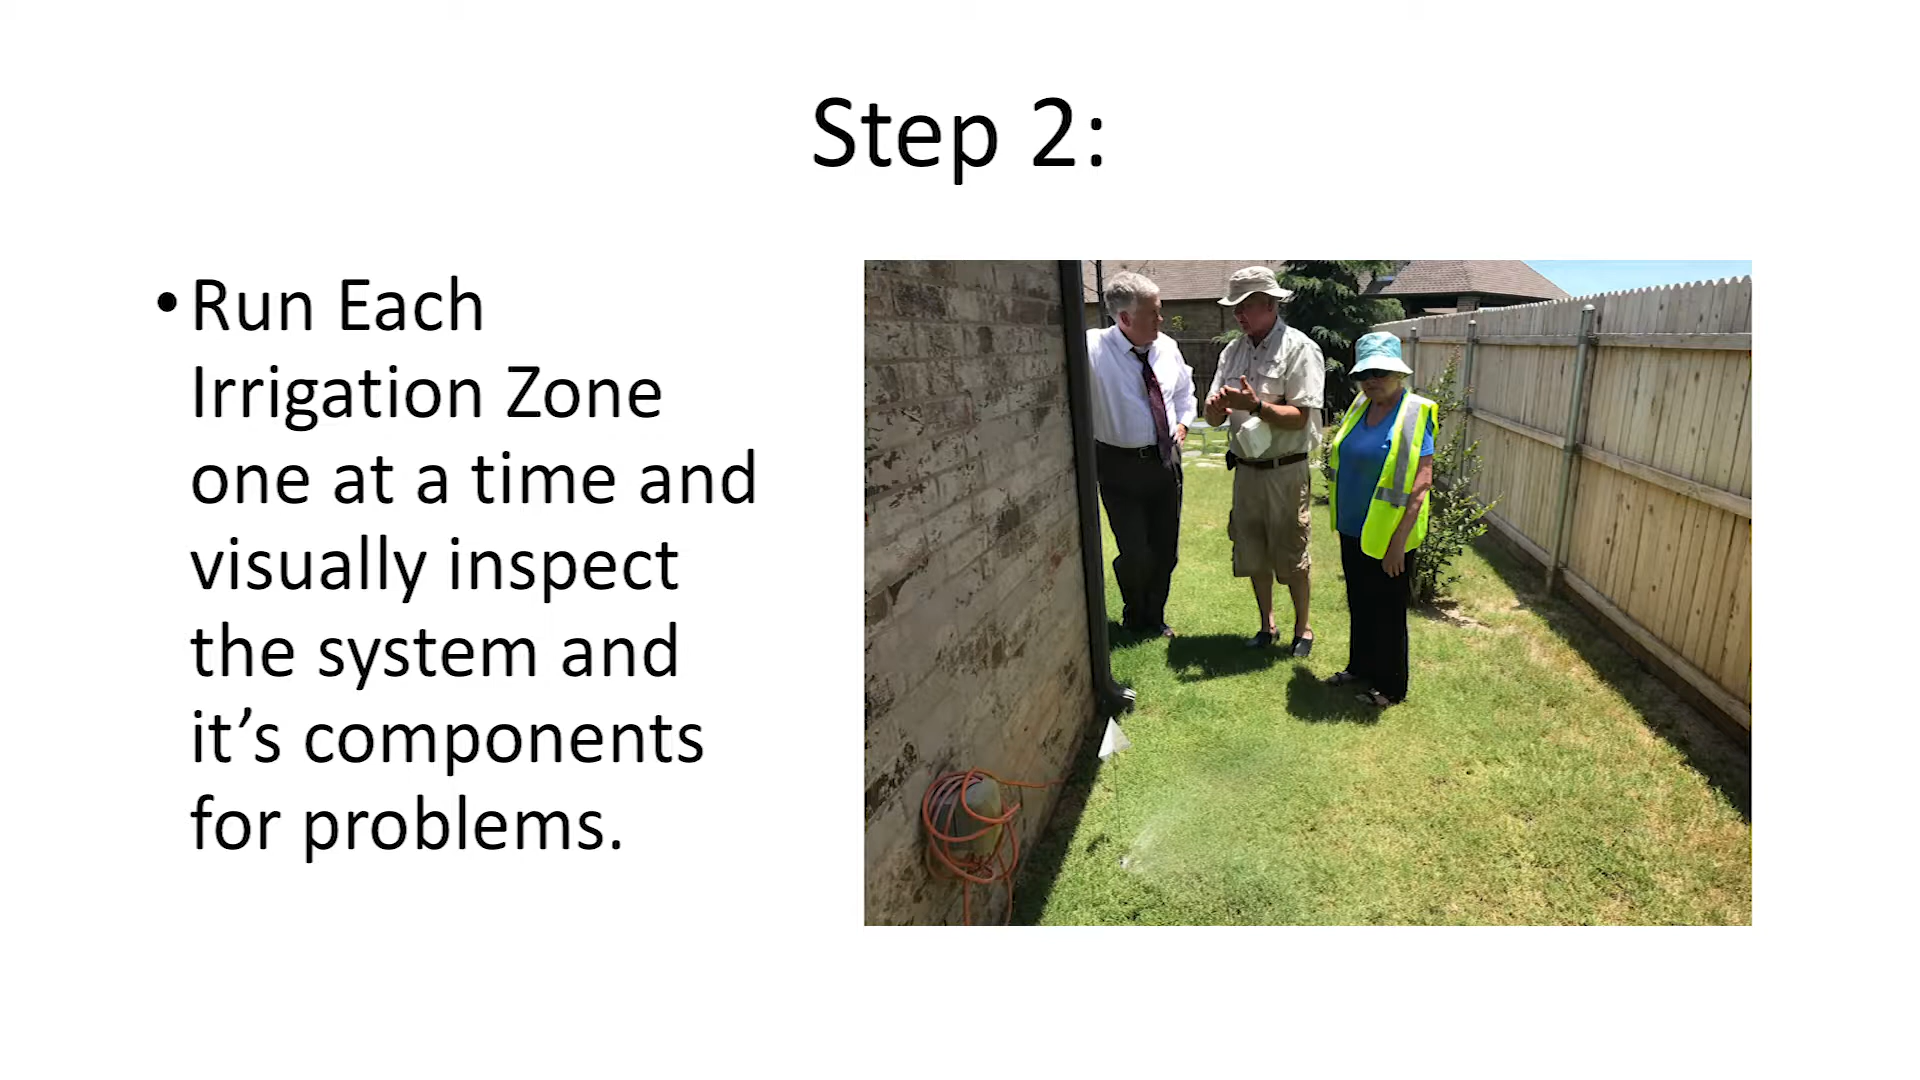 Step 2:
• Run Each
Irrigation Zone
one at a time and
visually inspect
the system and
it’s components
for problems.